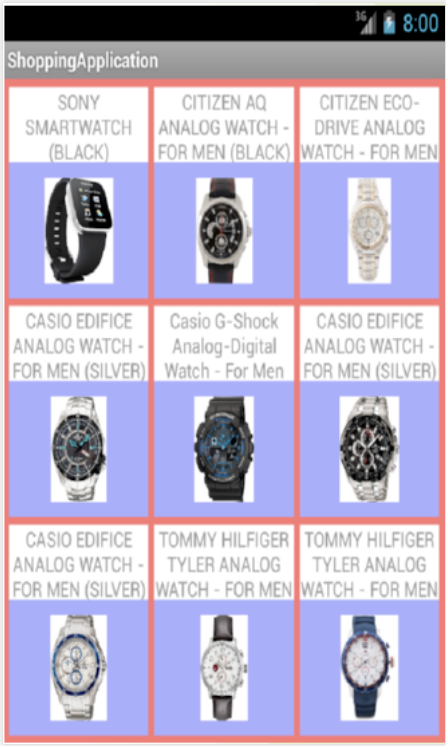 3G 8:00
ShoppingApplication
SONY
SMARTWATCH
(BLACK)
CITIZEN AQ
ANALOG WATCH -
FOR MEN (BLACK)
CITIZEN ECO-
DRIVE ANALOG
WATCH - FOR MEN
CASIO EDIFICE
ANALOG WATCH -
FOR MEN (SILVER)
Casio G-Shock
Analog-Digital
Watch - For Men
CASIO EDIFICE
ANALOG WATCH -
FOR MEN (SILVER)
CASIO EDIFICE
ANALOG WATCH -
FOR MEN (SILVER)
TOMMY HILFIGER
TYLER ANALOG
WATCH - FOR MEN
TOMMY HILFIGER
TYLER ANALOG
WATCH - FOR MEN